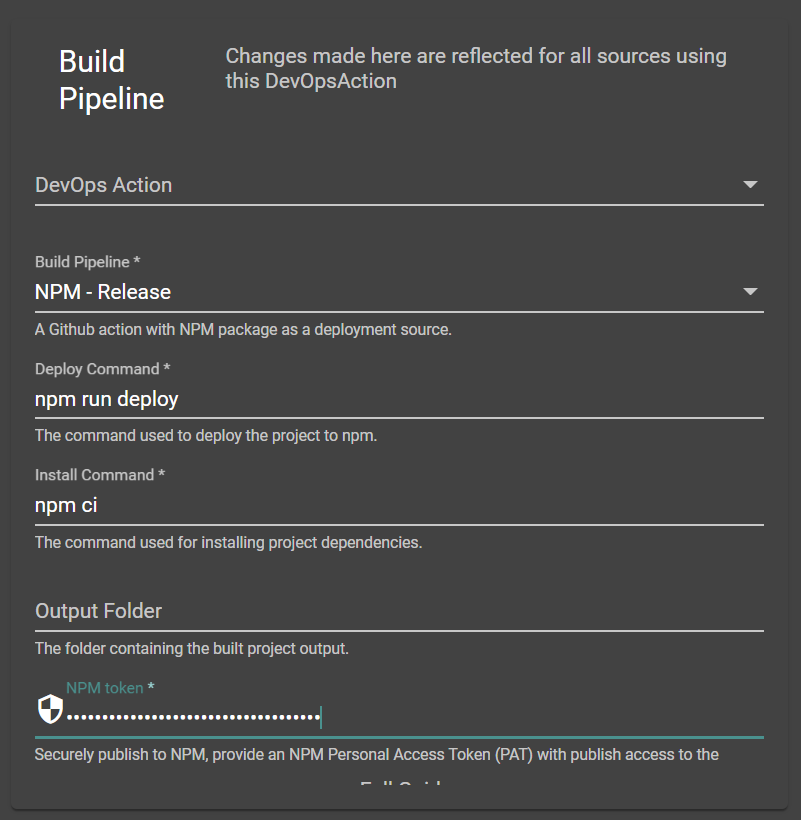 Build
Pipeline
Changes made here are reflected for all sources using
this DevOpsAction
DevOps Action
Build Pipeline *
NPM - Release
A Github action with NPM package as a deployment source.
Deploy Command *
npm run deploy
The command used to deploy the project to npm.
Install Command *
npm ci
The command used for installing project dependencies.
Output Folder
The folder containing the built project output.
NPM token *
••••••••••••••••••••••••••••••••••••
Securely publish to NPM, provide an NPM Personal Access Token (PAT) with publish access to the